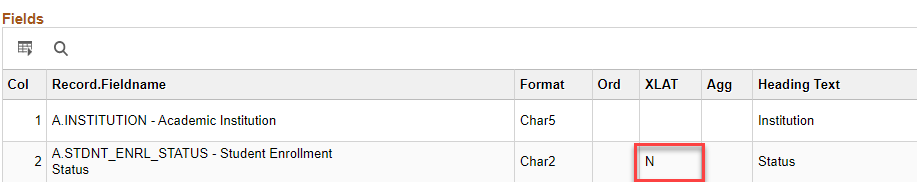 Fields
Col Record.Fieldname Format Ord XLAT Agg Heading Text
1 A.INSTITUTION - Academic Institution Char5 Institution
2 A.STDNT_ENRL_STATUS - Student Enrollment Char2 N Status
Status